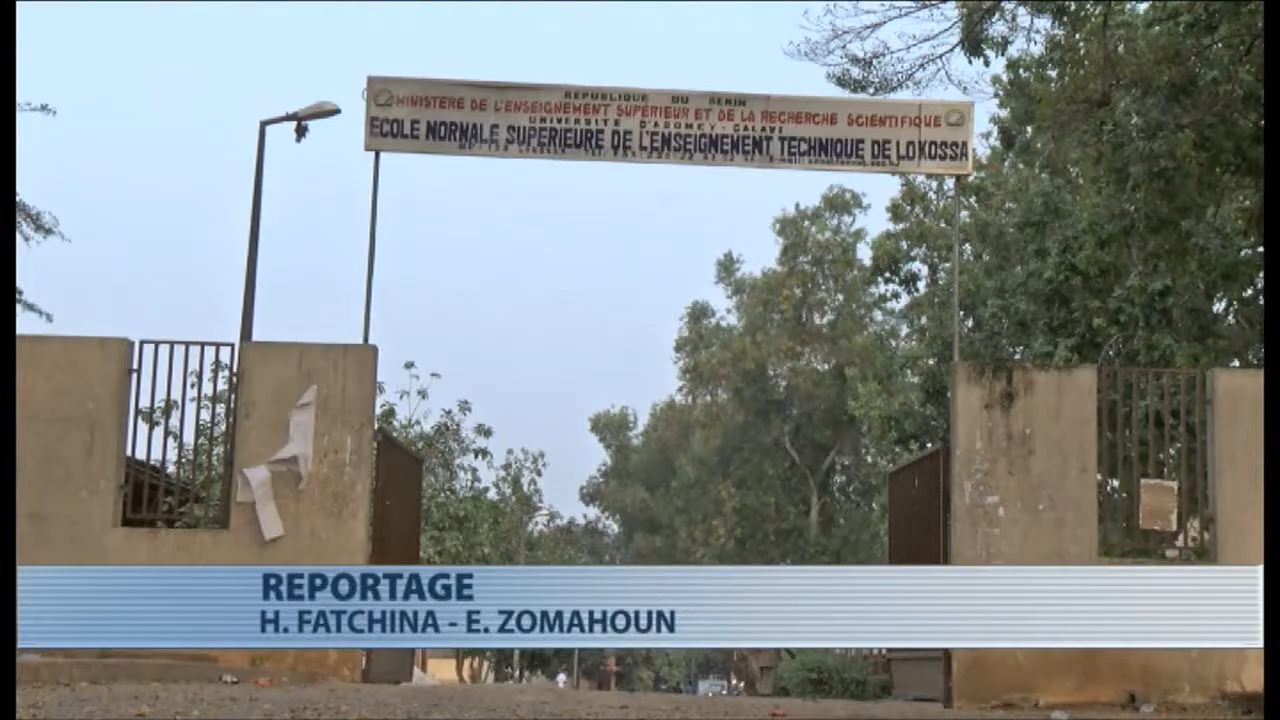 REPUBLIQUE DU BENIN
MINISTERE DE L'ENSEIGNEMENT SUPERIEUR ET DE LA RECHERCHE SCIENTIFIQUE
UNIVERSITE D'ABOMEY-CALAVI
ECOLE NORMALE SUPERIEURE DE L'ENSEIGNEMENT TECHNIQUE DE LOKOSSA
REPORTAGE
H. FATCHINA - E. ZOMAHOUN